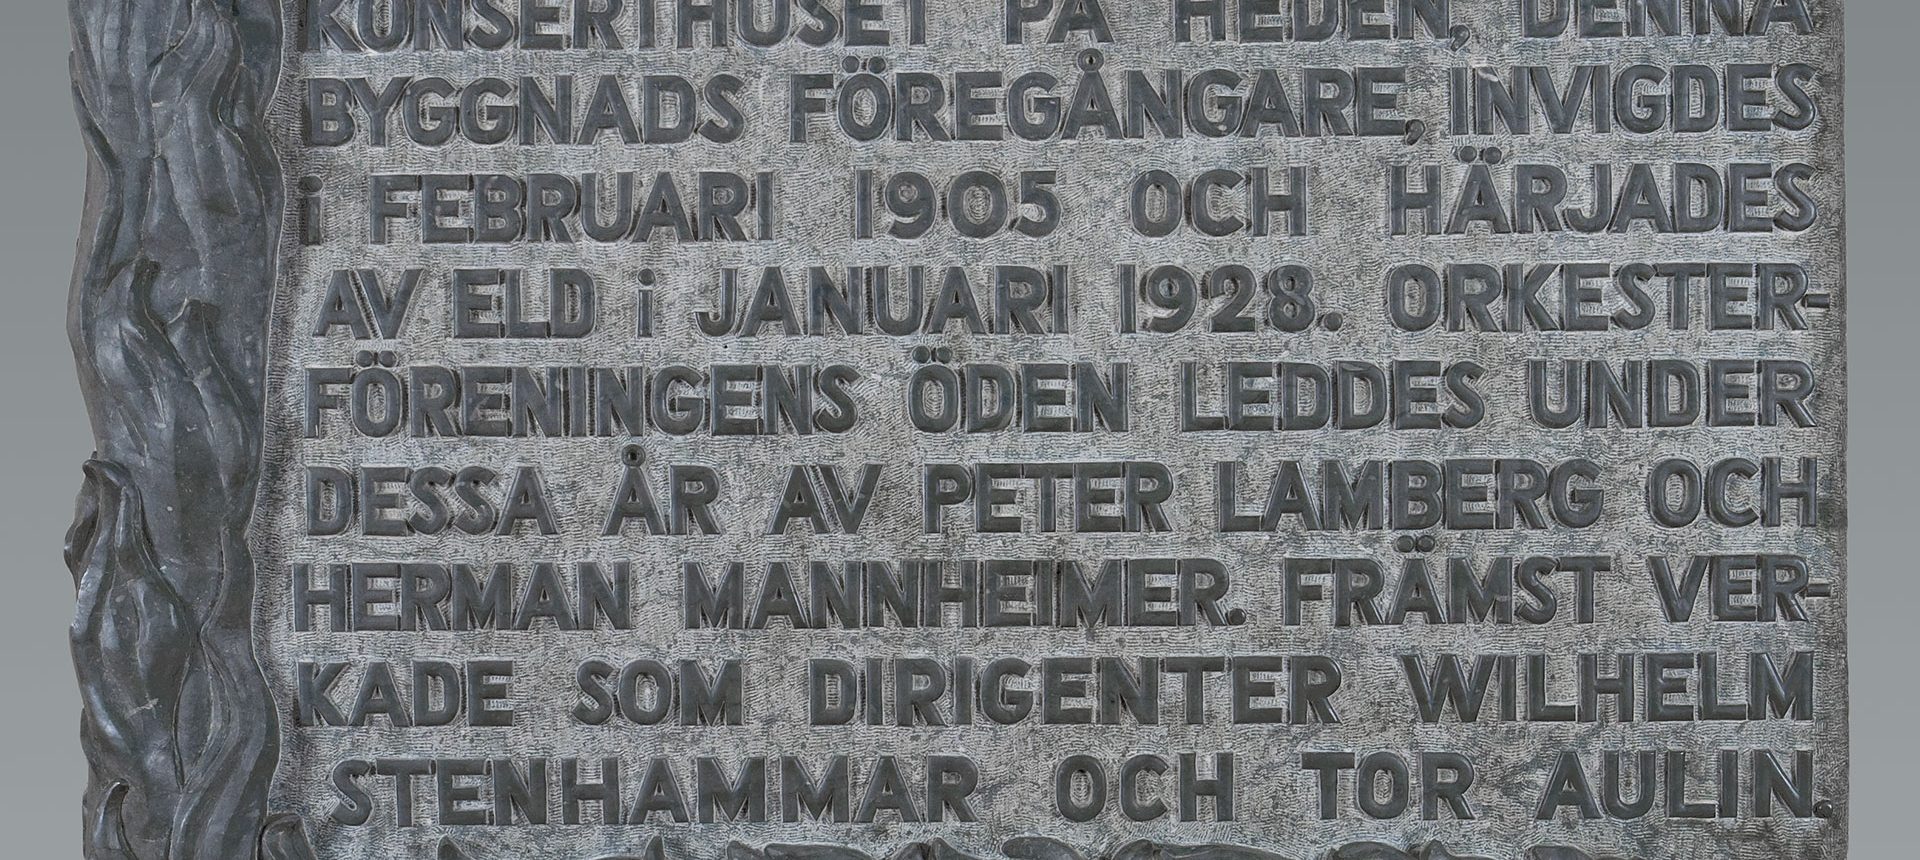 KONSERTHUSET PÅ HEDEN, DENNA
BYGGNADS FÖREGÅNGARE, INVIGDES
i FEBRUARI 1905 OCH HÄRJADES
AV ELD i JANUARI 1928. ORKESTER-
FÖRENINGENS ÖDEN LEDDES UNDER
DESSA ÅR AV PETER LAMBERG OCH
HERMAN MANNHEIMER. FRÄMST VER-
KADE SOM DIRIGENTER WILHELM
STENHAMMAR OCH TOR AULIN.